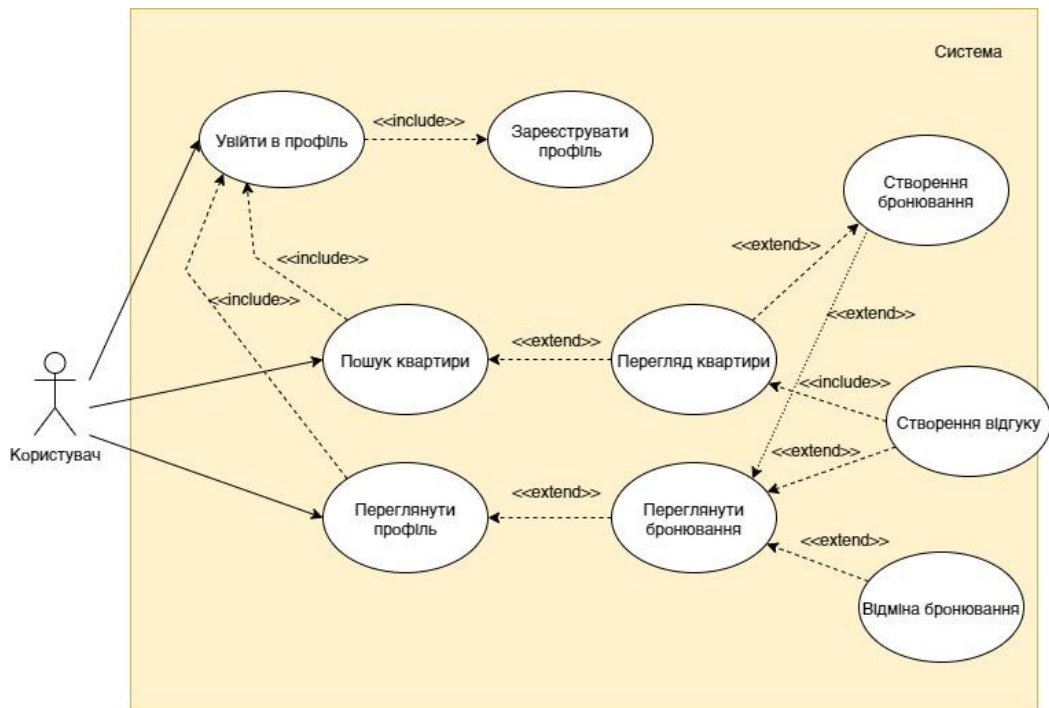 Система
Увійти в профіль
<<include>>
Зареєструвати
профіль
Створення
бронювання
<<extend>>
<<include>>
<<include>>
<<extend>>
Пошук квартири
<<extend>>
Перегляд квартири
<<include>>
Створення відгуку
Користувач
<<extend>>
Переглянути
профіль
<<extend>>
Переглянути
бронювання
<<extend>>
Відміна бронювання